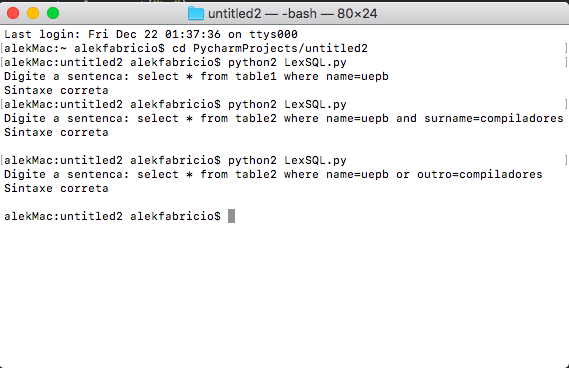 untitled2 — -bash — 80×24
Last login: Fri Dec 22 01:37:36 on ttys000
[alekMac:~ alekfabricio$ cd PycharmProjects/untitled2 ]
[alekMac:untitled2 alekfabricio$ python2 LexSQL.py ]
Digite a sentenca: select * from table1 where name=uepb
Sintaxe correta
[alekMac:untitled2 alekfabricio$ python2 LexSQL.py ]
Digite a sentenca: select * from table2 where name=uepb and surname=compiladores
Sintaxe correta
[alekMac:untitled2 alekfabricio$ python2 LexSQL.py ]
Digite a sentenca: select * from table2 where name=uepb or outro=compiladores
Sintaxe correta
alekMac:untitled2 alekfabricio$